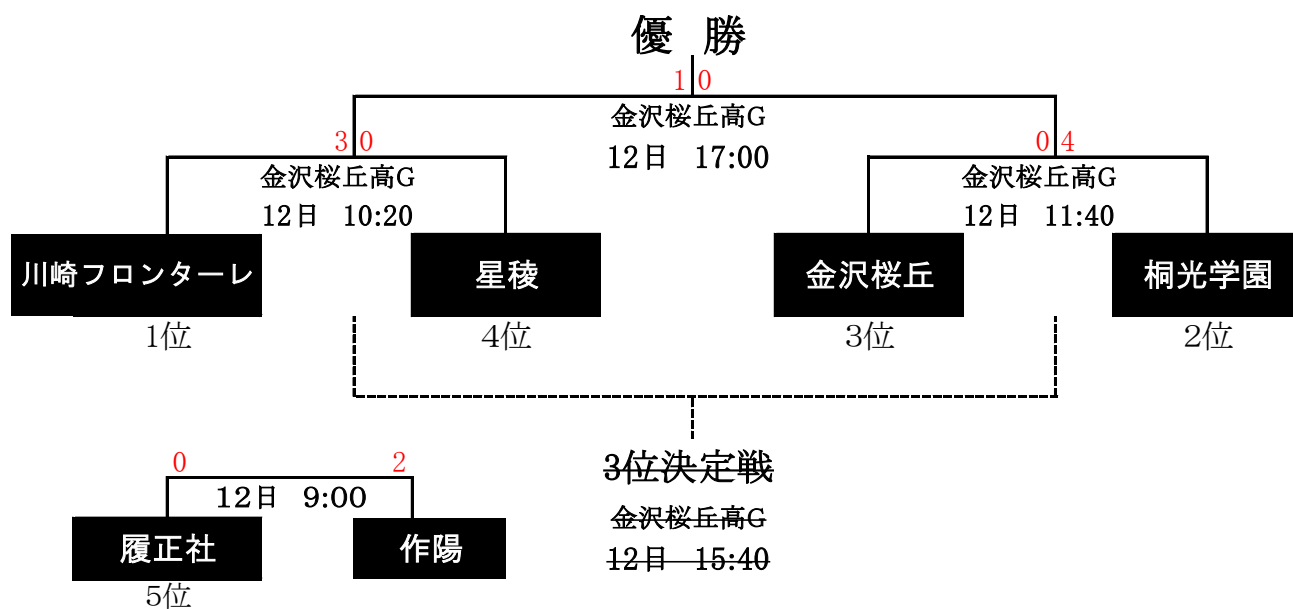 優 勝
1 0
金沢桜丘高G
12日 17:00
3 0
金沢桜丘高G
12日 10:20
0 4
金沢桜丘高G
12日 11:40
川崎フロンターレ
星稜
金沢桜丘
桐光学園
1位
4位
3位
2位
3位決定戦
金沢桜丘高G
12日 15:40
0 2
12日 9:00
履正社
作陽
5位